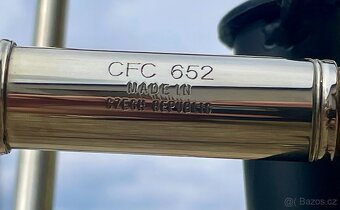 CFC 652
MADE IN
CZECH REPUBLIC
Bazos.cz